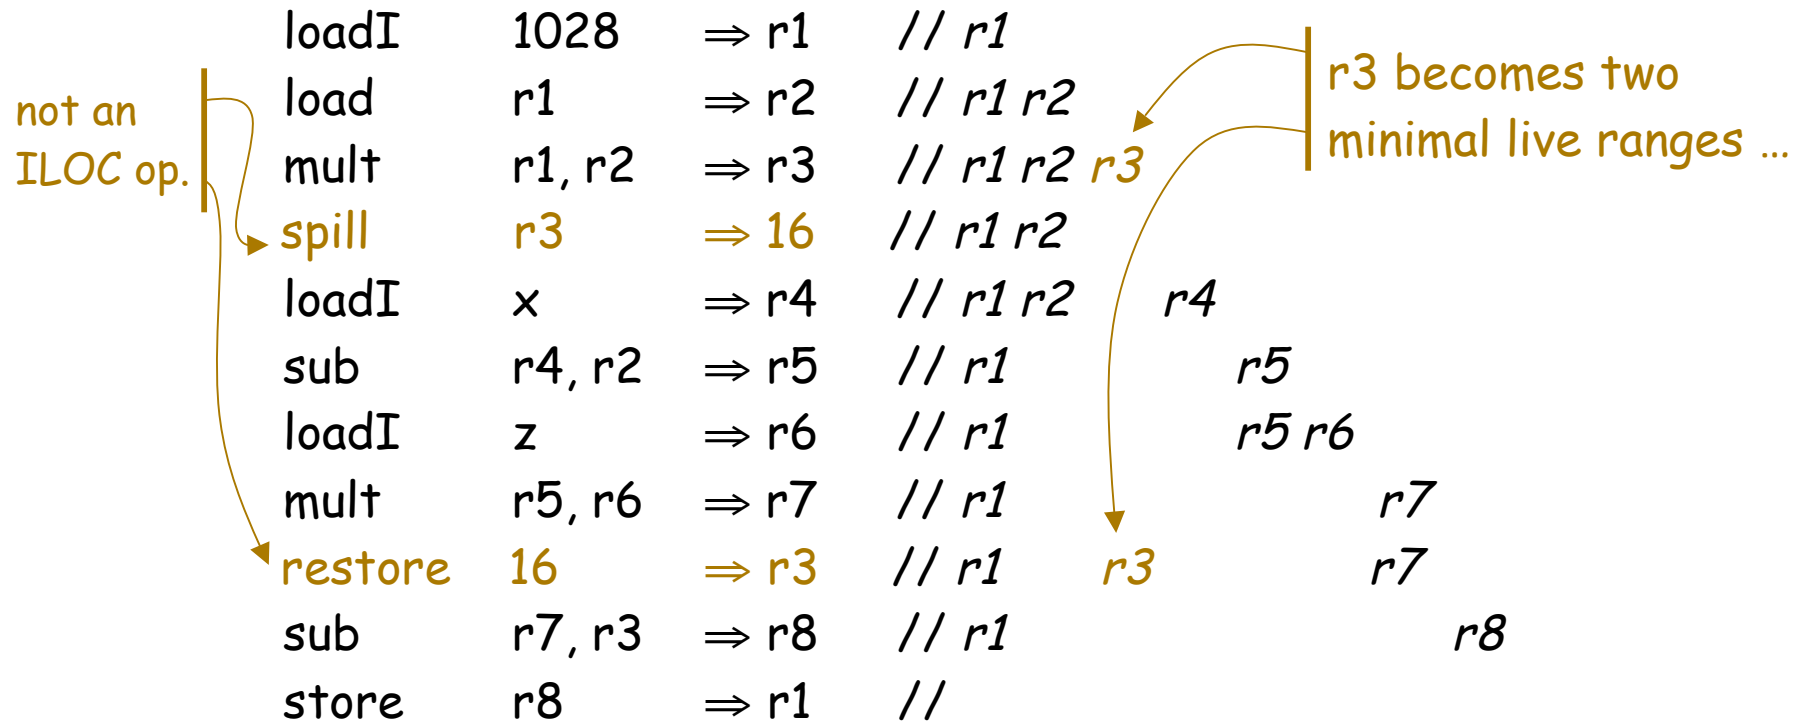 loadI 1028 ⇒ r1 // r1
load r1 ⇒ r2 // r1 r2
mult r1, r2 ⇒ r3 // r1 r2 r3
spill r3 ⇒ 16 // r1 r2
loadI x ⇒ r4 // r1 r2 r4
sub r4, r2 ⇒ r5 // r1 r5
loadI z ⇒ r6 // r1 r5 r6
mult r5, r6 ⇒ r7 // r1 r7
restore 16 ⇒ r3 // r1 r3 r7
sub r7, r3 ⇒ r8 // r1 r8
store r8 ⇒ r1 //
not an
ILOC op.
r3 becomes two
minimal live ranges ...